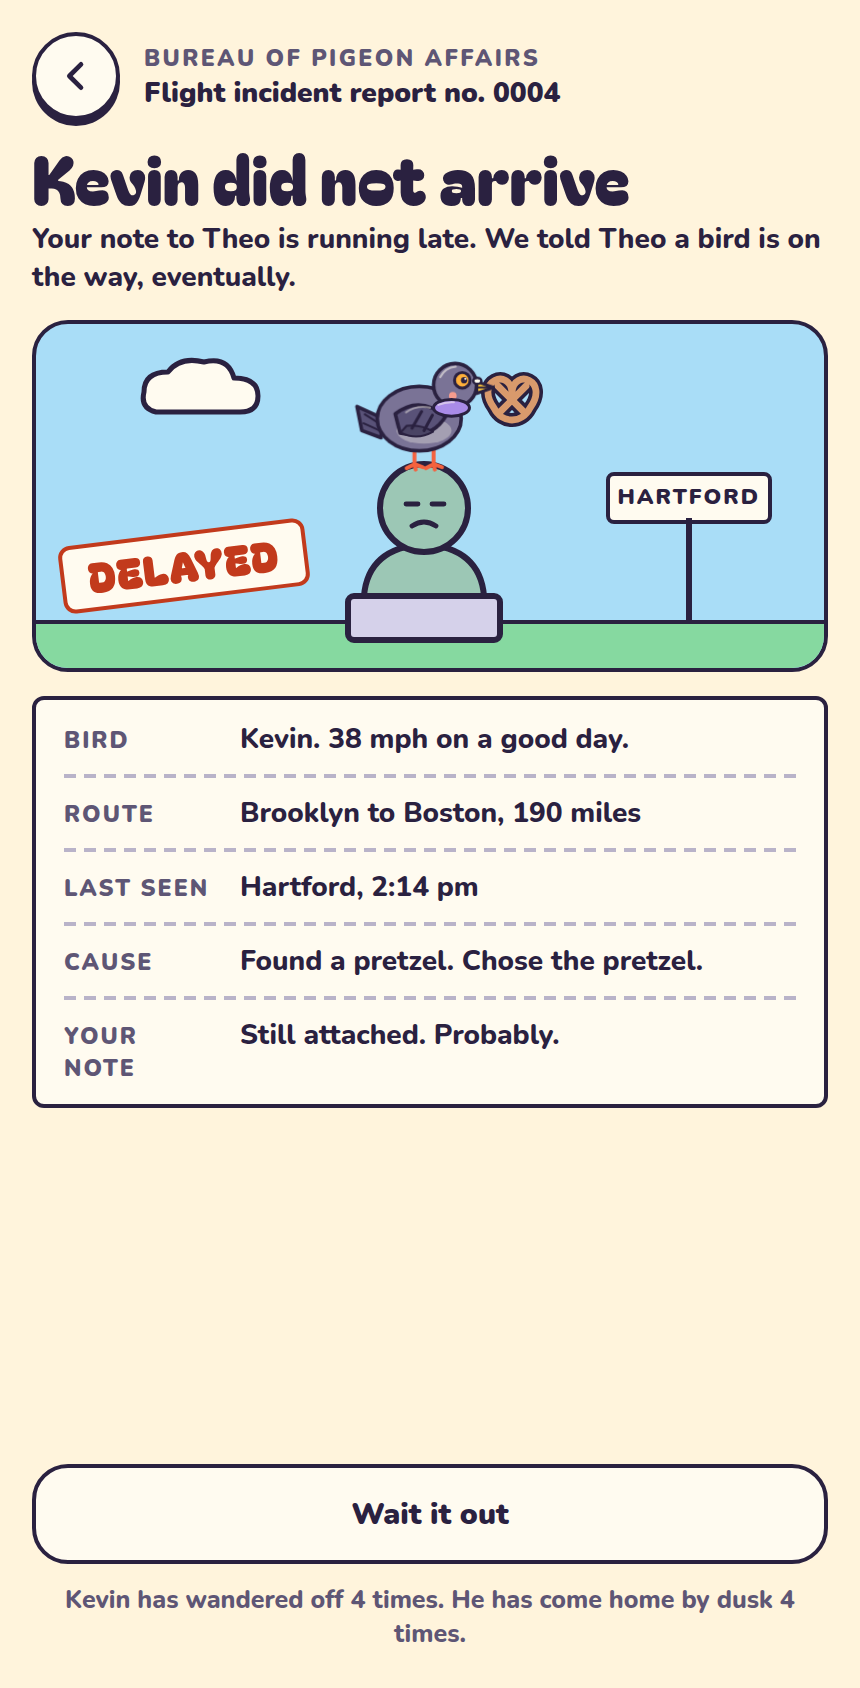 BUREAU OF PIGEON AFFAIRS
Flight incident report no. 0004
Kevin did not arrive
Your note to Theo is running late. We told Theo a bird is on
the way, eventually.
HARTFORD
DELAYED
BIRD Kevin. 38 mph on a good day.
ROUTE Brooklyn to Boston, 190 miles
LAST SEEN Hartford, 2:14 pm
CAUSE Found a pretzel. Chose the pretzel.
YOUR NOTE Still attached. Probably.
Wait it out
Kevin has wandered off 4 times. He has come home by dusk 4
times.